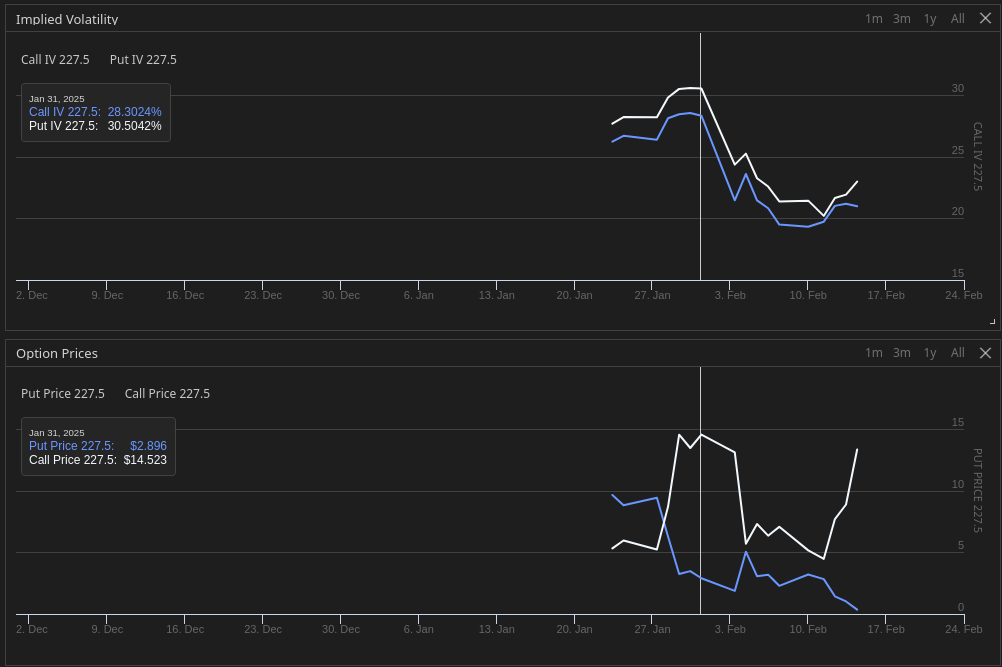 Implied Volatility 1m 3m 1y All
Call IV 227.5 Put IV 227.5
Jan 31, 2025
Call IV 227.5: 28.3024%
Put IV 227.5: 30.5042%
30
25
20
15
CALL IV 227.5
2. Dec 9. Dec 16. Dec 23. Dec 30. Dec 6. Jan 13. Jan 20. Jan 27. Jan 3. Feb 10. Feb 17. Feb 24. Feb
Option Prices 1m 3m 1y All
Put Price 227.5 Call Price 227.5
Jan 31, 2025
Put Price 227.5: $2.896
Call Price 227.5: $14.523
15
10
5
0
PUT PRICE 227.5
2. Dec 9. Dec 16. Dec 23. Dec 30. Dec 6. Jan 13. Jan 20. Jan 27. Jan 3. Feb 10. Feb 17. Feb 24. Feb